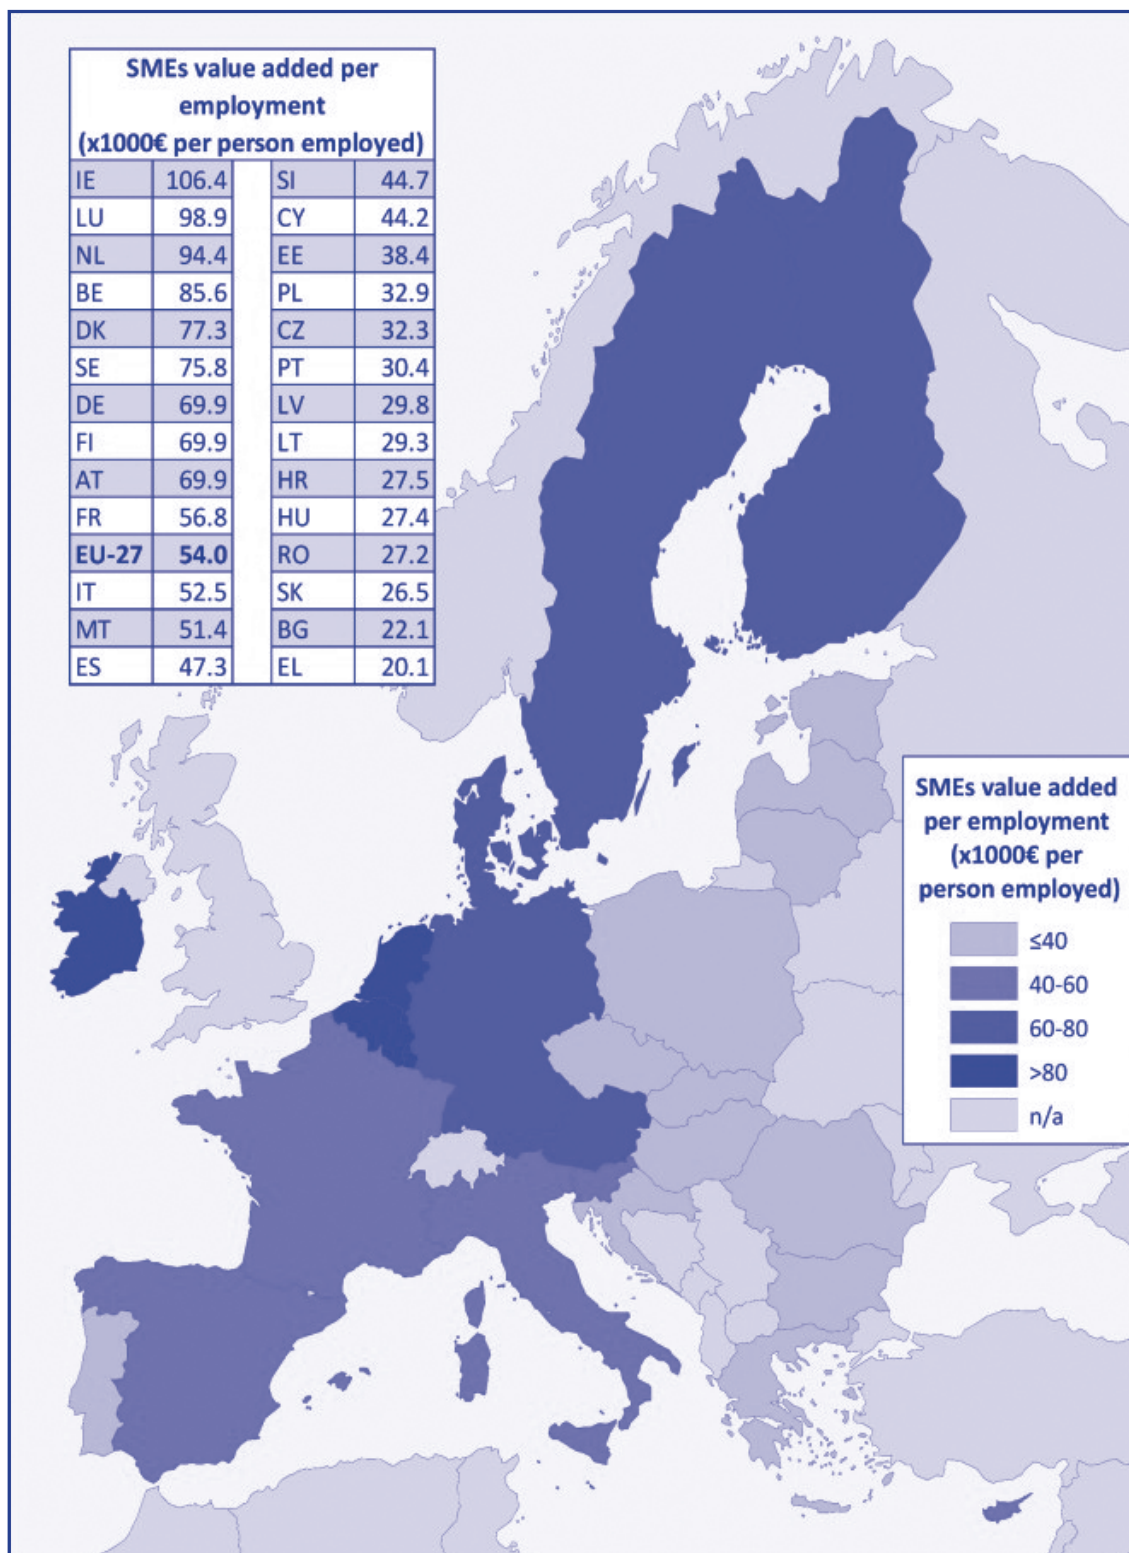 SMEs value added per
employment
(x1000€ per person employed)
IE 106.4 SI 44.7
LU 98.9 CY 44.2
NL 94.4 EE 38.4
BE 85.6 PL 32.9
DK 77.3 CZ 32.3
SE 75.8 PT 30.4
DE 69.9 LV 29.8
FI 69.9 LT 29.3
AT 69.9 HR 27.5
FR 56.8 HU 27.4
EU-27 54.0 RO 27.2
IT 52.5 SK 26.5
MT 51.4 BG 22.1
ES 47.3 EL 20.1
SMEs value added
per employment
(x1000€ per
person employed)
≤40
40-60
60-80
>80
n/a